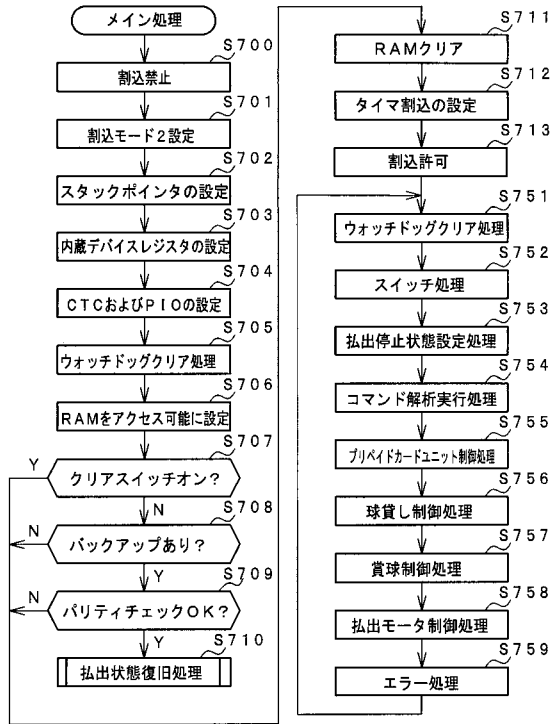 メイン処理
S700
割込禁止
S701
割込モード2設定
S702
スタックポインタの設定
S703
内蔵デバイスレジスタの設定
S704
CTCおよびPIOの設定
S705
ウォッチドッグクリア処理
S706
RAMをアクセス可能に設定
S707
Y
クリアスイッチオン?
N
S708
N
バックアップあり?
Y
S709
N
パリティチェックOK?
Y
S710
払出状態復旧処理
S711
RAMクリア
S712
タイマ割込の設定
S713
割込許可
S751
ウォッチドッグクリア処理
S752
スイッチ処理
S753
払出停止状態設定処理
S754
コマンド解析実行処理
S755
プリペイドカードユニット制御処理
S756
球貸し制御処理
S757
賞球制御処理
S758
払出モータ制御処理
S759
エラー処理